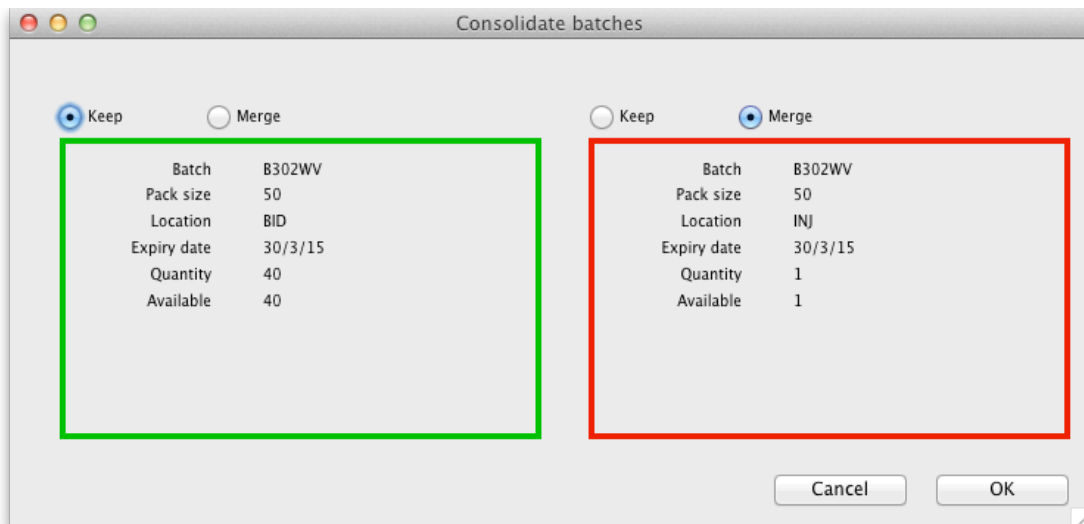 Consolidate batches
Keep Merge
Batch B302WV
Pack size 50
Location BID
Expiry date 30/3/15
Quantity 40
Available 40
Keep Merge
Batch B302WV
Pack size 50
Location INJ
Expiry date 30/3/15
Quantity 1
Available 1
Cancel OK